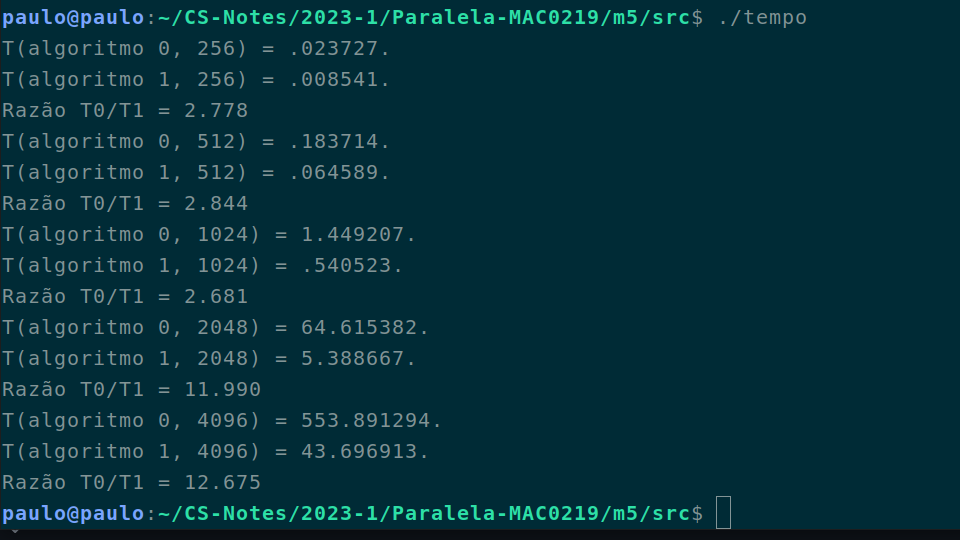 paulo@paulo:~/CS-Notes/2023-1/Paralela-MAC0219/m5/src$ ./tempo
T(algoritmo 0, 256) = .023727.
T(algoritmo 1, 256) = .008541.
Razão T0/T1 = 2.778
T(algoritmo 0, 512) = .183714.
T(algoritmo 1, 512) = .064589.
Razão T0/T1 = 2.844
T(algoritmo 0, 1024) = 1.449207.
T(algoritmo 1, 1024) = .540523.
Razão T0/T1 = 2.681
T(algoritmo 0, 2048) = 64.615382.
T(algoritmo 1, 2048) = 5.388667.
Razão T0/T1 = 11.990
T(algoritmo 0, 4096) = 553.891294.
T(algoritmo 1, 4096) = 43.696913.
Razão T0/T1 = 12.675
paulo@paulo:~/CS-Notes/2023-1/Paralela-MAC0219/m5/src$